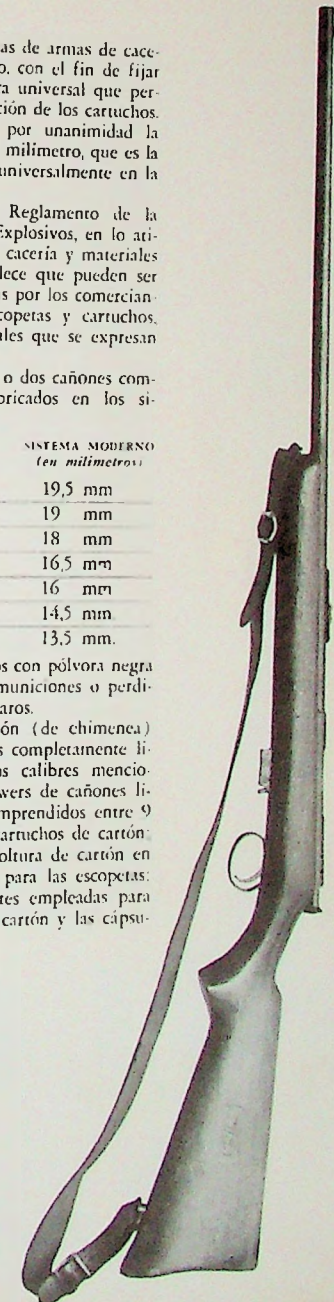 as de armas de cace-
o, con el fin de fijar
a universal que per-
ción de los cartuchos.
por unanimidad la
milímetro, que es la
universalmente en la
Reglamento de la
Explosivos, en lo ati-
cacería y materiales
lece que pueden ser
s por los comercian-
copetas y cartuchos,
ales que se expresan
o dos cañones com-
bricados en los si-
SISTEMA MODERNO
(en milímetros)
19,5 mm
19 mm
18 mm
16,5 mm
16 mm
14,5 mm
13,5 mm.
os con pólvora negra
municiones o perdi-
aros.
ón (de chimenea)
s completamente li-
as calibres mencio-
wers de cañones li-
mprendidos entre 9
artuchos de cartón;
oltura de cartón en
para las escopetas;
tes empleadas para
cartón y las cápsu-